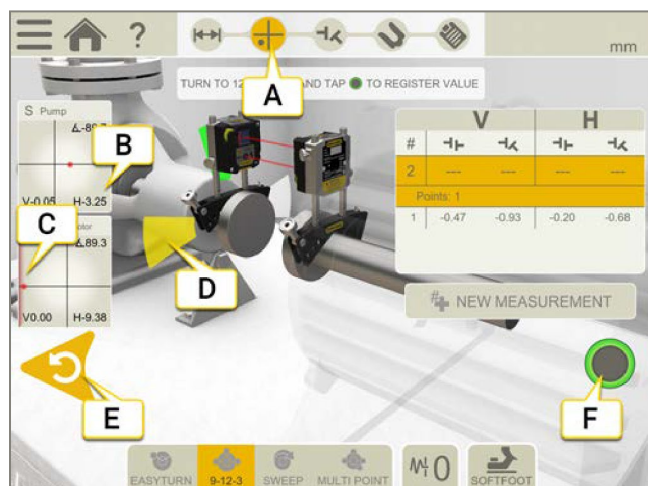 ?
mm
TURN TO 12 AND TAP TO REGISTER VALUE
A
S Pump
B
V-0.05 H-3.25
C
89.3
V0.00 H-9.38
D
V H
#
2 --- --- --- ---
Points: 1
1 -0.47 -0.93 -0.20 -0.68
# NEW MEASUREMENT
E
F
EASYTURN 9-12-3 SWEEP MULTI POINT
0
SOFTFOOT